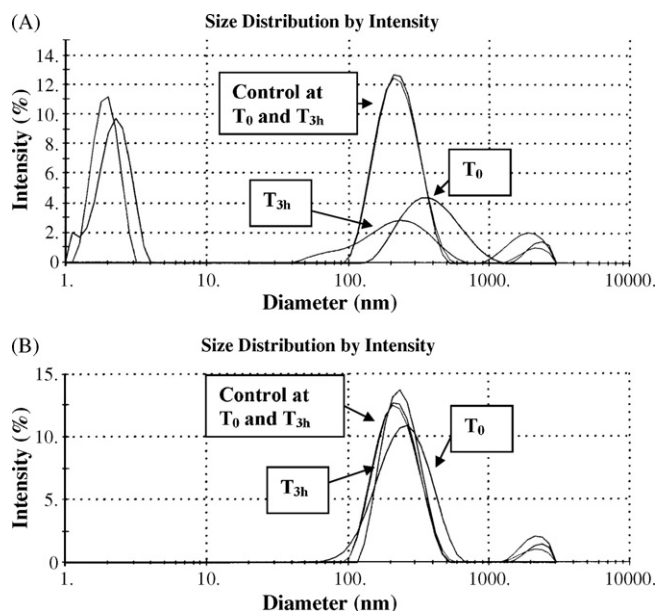 (A)
Size Distribution by Intensity
Intensity (%)
14.
12.
10.
8
6
4
2
0
Control at
T₀ and T₃ₕ
T₀
T₃ₕ
1. 10. 100. 1000. 10000.
Diameter (nm)
(B)
Size Distribution by Intensity
Intensity (%)
15.
10.
5.
0
Control at
T₀ and T₃ₕ
T₀
T₃ₕ
1. 10. 100. 1000. 10000.
Diameter (nm)